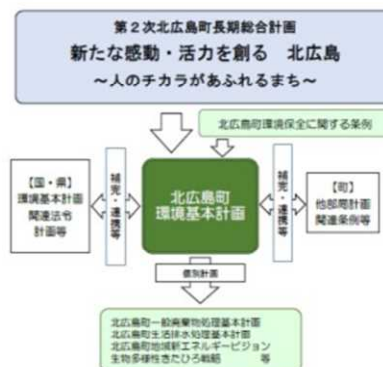 第2次北広島町長期総合計画
新たな感動・活力を創る　北広島
～人のチカラがあふれるまち～
北広島町環境保全に関する条例
【国・県】
環境基本計画
関連法令
計画等
補完・連携等
北広島町
環境基本計画
補完・連携等
【町】
他部局計画
関連条例等
個別計画
北広島町一般廃棄物処理基本計画
北広島町生活排水処理基本計画
北広島町地域新エネルギービジョン
生物多様性きたひろ戦略　等